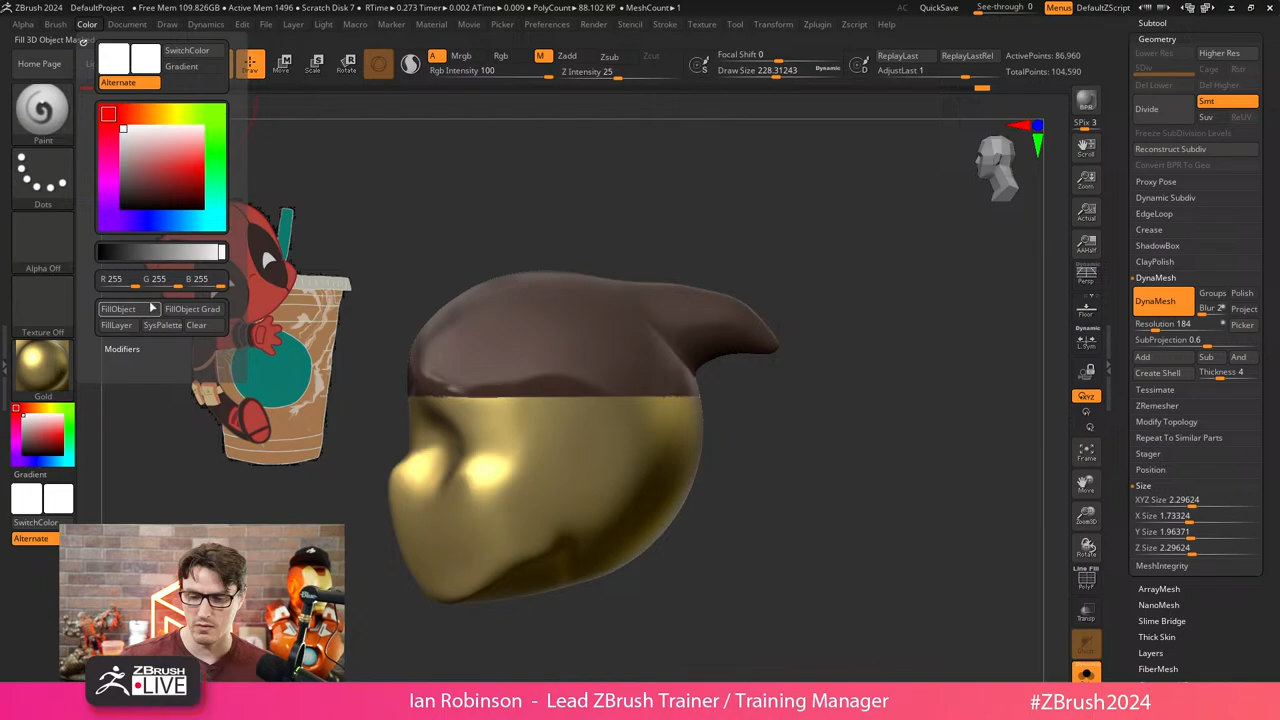 ZBrush 2024 DefaultProject • Free Mem 109.826GB • Active Mem 1496 • Scratch Disk 7 • RTime▸0.273 Timer▸0.002 ATime▸0.009 • PolyCount▸88.102 KP • MeshCount▸1 AC QuickSave See-through 0 Menus DefaultZScript
Alpha Brush Color Document Draw Dynamics Edit File Layer Light Macro Marker Material Movie Picker Preferences Render Stencil Stroke Texture Tool Transform Zplugin Zscript Help
Home Page
SwitchColor
Gradient
Alternate
Draw Move Scale Rotate
A Mrgb Rgb M Zadd Zsub Zcut
Rgb Intensity 100 Z Intensity 25
Focal Shift 0
Draw Size 228.31243 Dynamic
ReplayLast ReplayLastRel
AdjustLast 1
ActivePoints: 86,960
TotalPoints: 104,590
Paint
Dots
Alpha Off
Texture Off
Gold
Gradient
SwitchColor
Alternate
R 255 G 255 B 255
FillObject FillObject Grad
FillLayer SysPalette Clear
Modifiers
BPR
SPix 3
Scroll
Zoom
Actual
AAHalf
Dynamic
Persp
Floor
Dynamic
L.Sym
XYZ
Frame
Move
Zoom3D
Rotate
Line Fill
PolyF
Transp
Subtool
Geometry
Lower Res Higher Res
SDiv Cage Rstr
Del Lower Del Higher
Divide Smt
Suv ReUV
Freeze SubDivision Levels
Reconstruct Subdiv
Convert BPR To Geo
Proxy Pose
Dynamic Subdiv
EdgeLoop
Crease
ShadowBox
ClayPolish
DynaMesh
DynaMesh Groups Polish
Blur 2 Project
Resolution 184 Picker
SubProjection 0.6
Add Sub And
Create Shell Thickness 4
Tessimate
ZRemesher
Modify Topology
Repeat To Similar Parts
Stager
Position
Size
XYZ Size 2.29624
X Size 1.73324
Y Size 1.96371
Z Size 2.29624
MeshIntegrity
ArrayMesh
NanoMesh
Slime Bridge
Thick Skin
Layers
FiberMesh
ZBRUSH
LIVE
Ian Robinson - Lead ZBrush Trainer / Training Manager
#ZBrush2024